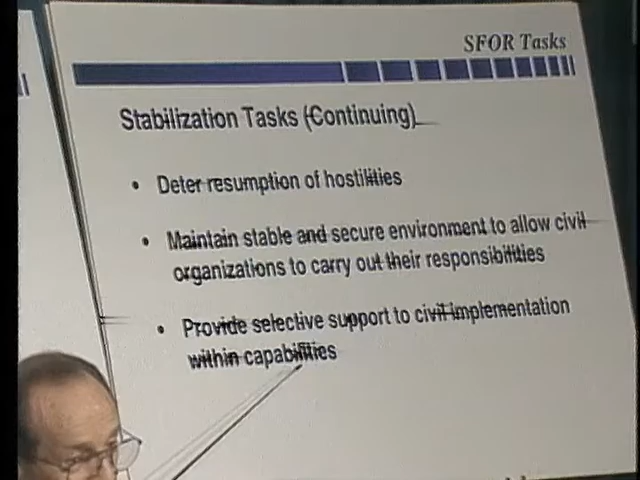 SFOR Tasks
Stabilization Tasks (Continuing)
• Deter resumption of hostilities
• Maintain stable and secure environment to allow civil
organizations to carry out their responsibilities
• Provide selective support to civil implementation
within capabilities